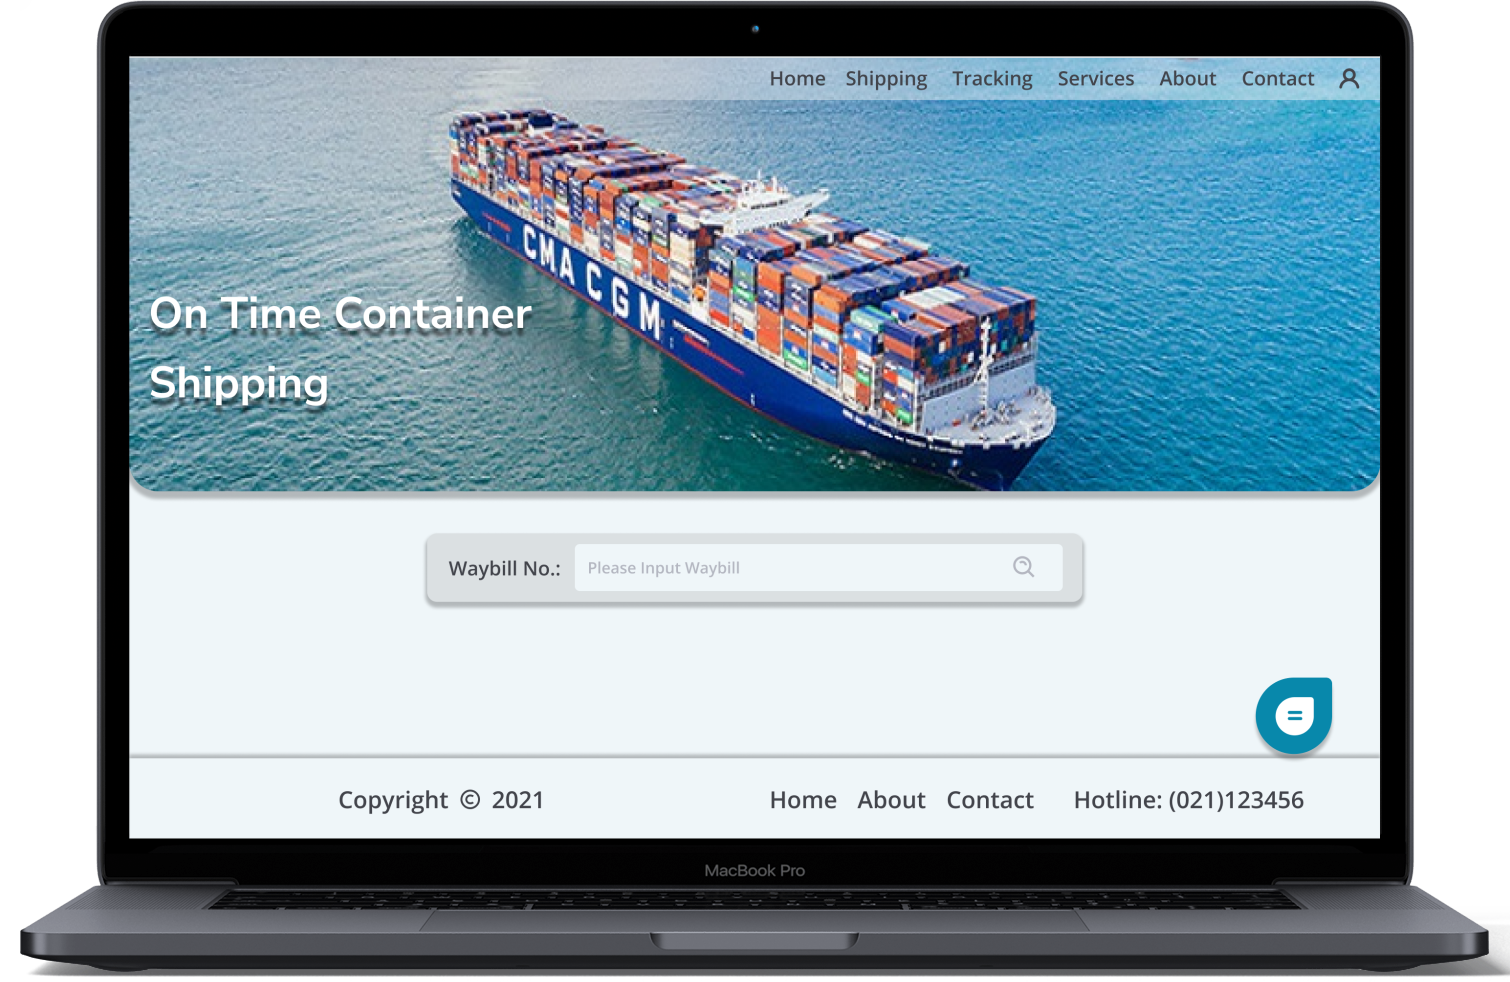 Home Shipping Tracking Services About Contact
CMA CGM
On Time Container
Shipping
Waybill No.: Please Input Waybill
Copyright © 2021 Home About Contact Hotline: (021)123456
MacBook Pro